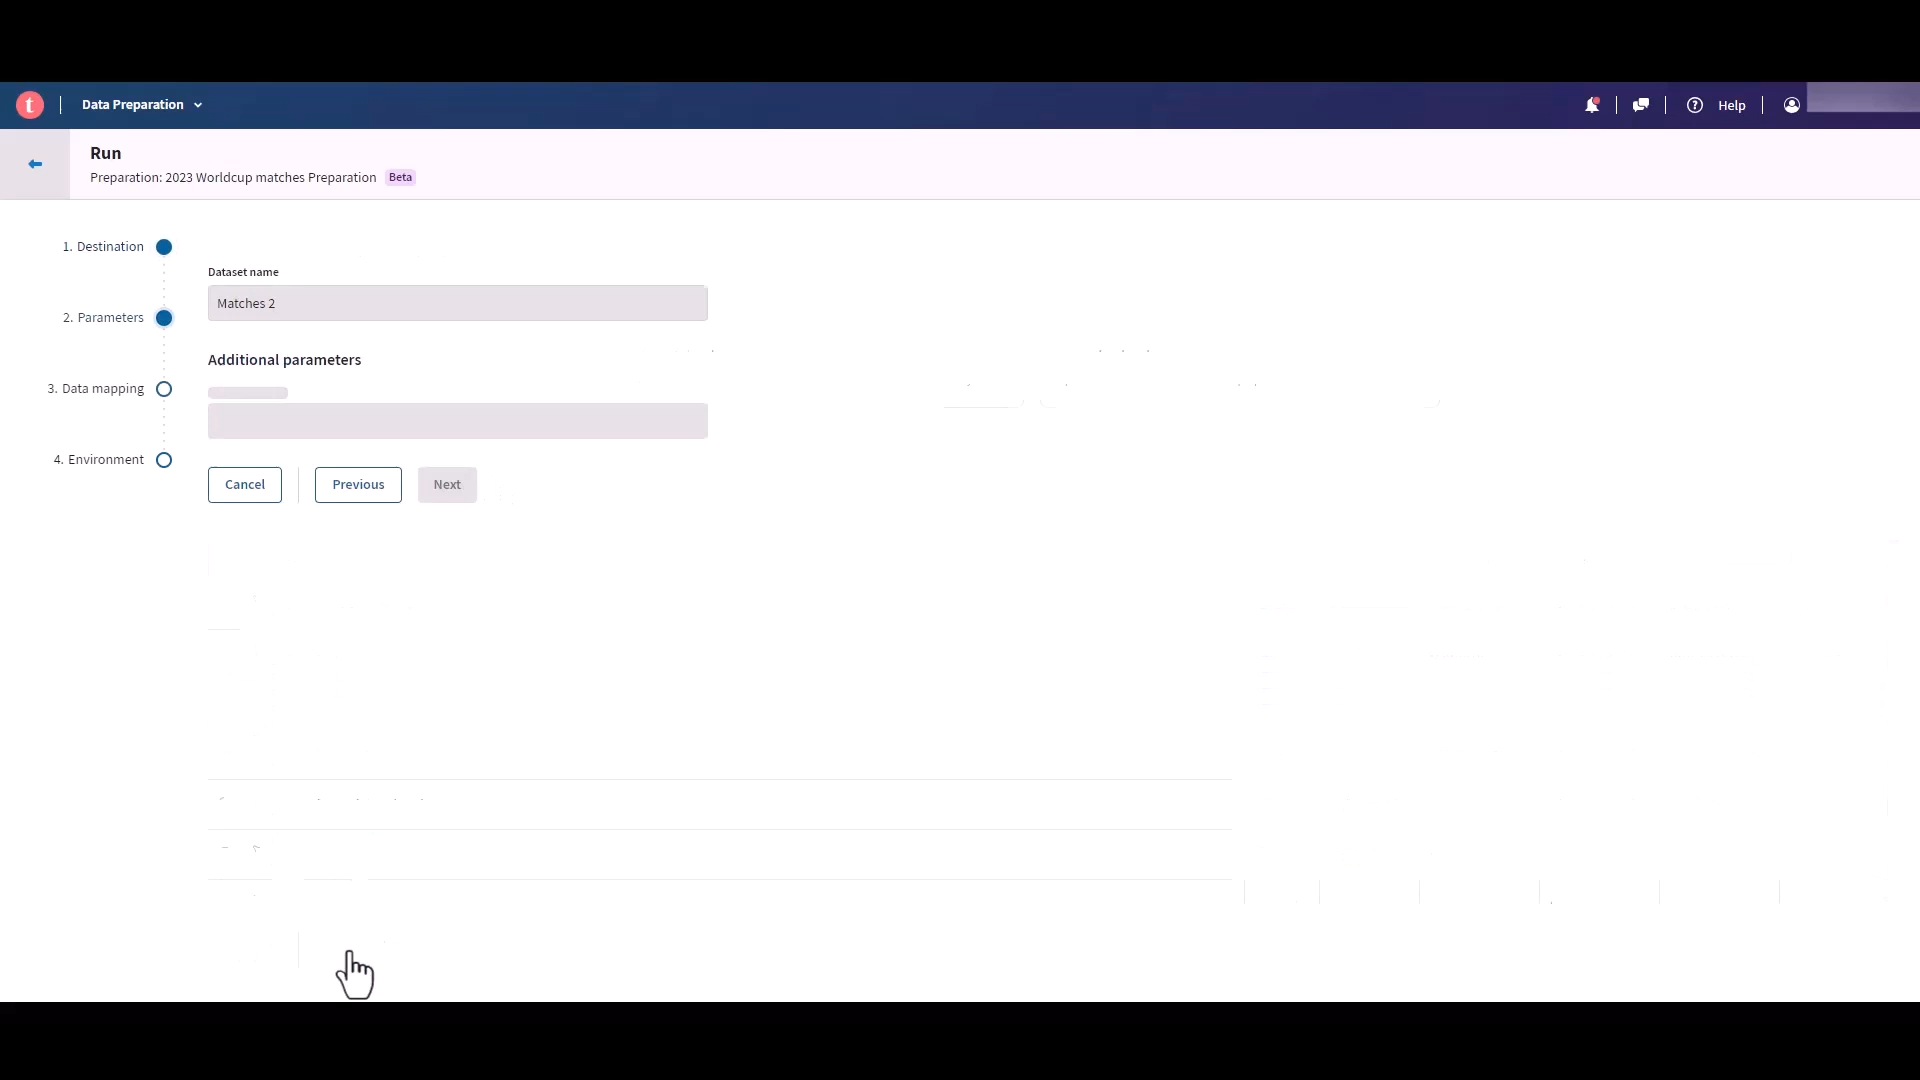 t
Data Preparation
Help
Run
Preparation: 2023 Worldcup matches Preparation Beta
1. Destination
Dataset name
Matches 2
2. Parameters
Additional parameters
3. Data mapping
4. Environment
Cancel
Previous
Next